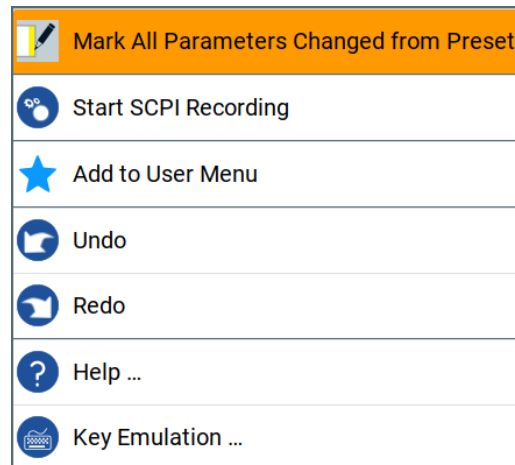 Mark All Parameters Changed from Preset
Start SCPI Recording
Add to User Menu
Undo
Redo
Help ...
Key Emulation ...